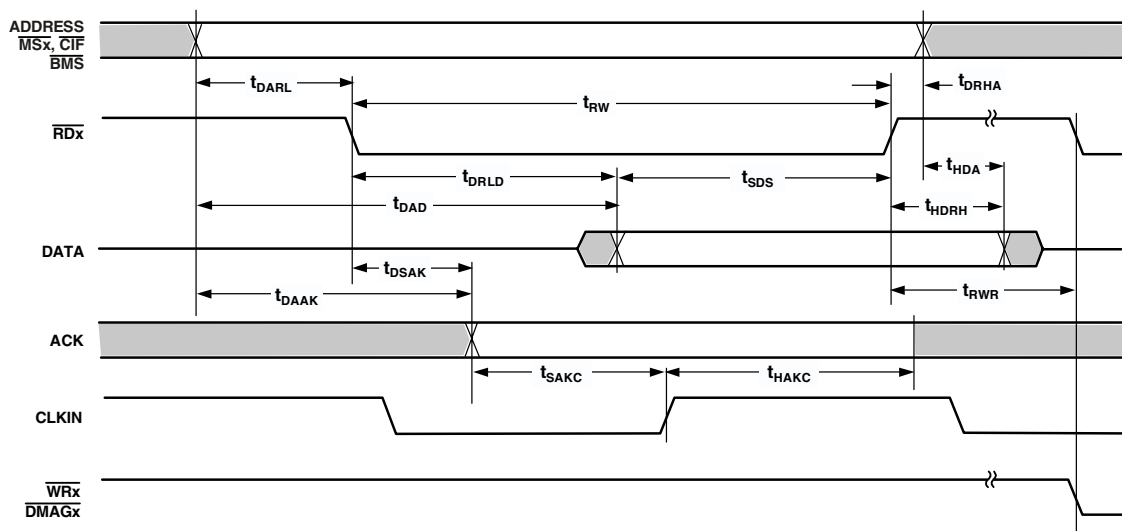 ADDRESS
MSx, CIF
BMS
tDARL
tRW
tDRHA
RDx
tHDA
tDRLD
tSDS
tDAD
tHDRH
DATA
tDSAK
tDAAK
tRWR
ACK
tSAKC
tHAKC
CLKIN
WRx
DMAGx